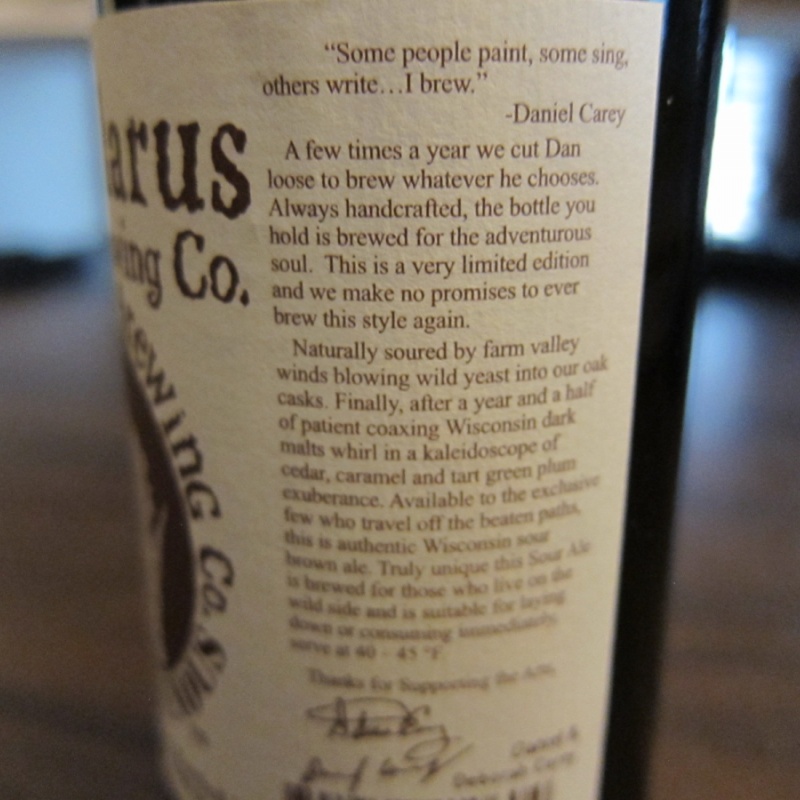 "Some people paint, some sing,
others write...I brew."
-Daniel Carey
A few times a year we cut Dan
loose to brew whatever he chooses.
Always handcrafted, the bottle you
hold is brewed for the adventurous
soul. This is a very limited edition
and we make no promises to ever
brew this style again.
Naturally soured by farm valley
winds blowing wild yeast into our oak
casks. Finally, after a year and a half
of patient coaxing Wisconsin dark
malts whirl in a kaleidoscope of
cedar, caramel and tart green plum
exuberance. Available to the exclusive
few who travel off the beaten paths,
this is authentic Wisconsin sour
brown ale. Truly unique this Sour Ale
is brewed for those who live on the
wild side and is suitable for laying
down or consuming immediately,
serve at 40 - 45 °F.
Thanks for Supporting the Arts,
Deborah Carey
arus
ing Co.
rewing Co.